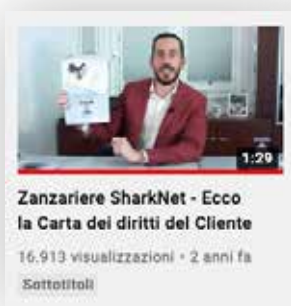 1:29
Zanzariere SharkNet - Ecco
la Carta dei diritti del Cliente
16.913 visualizzazioni • 2 anni fa
Sottotitoli